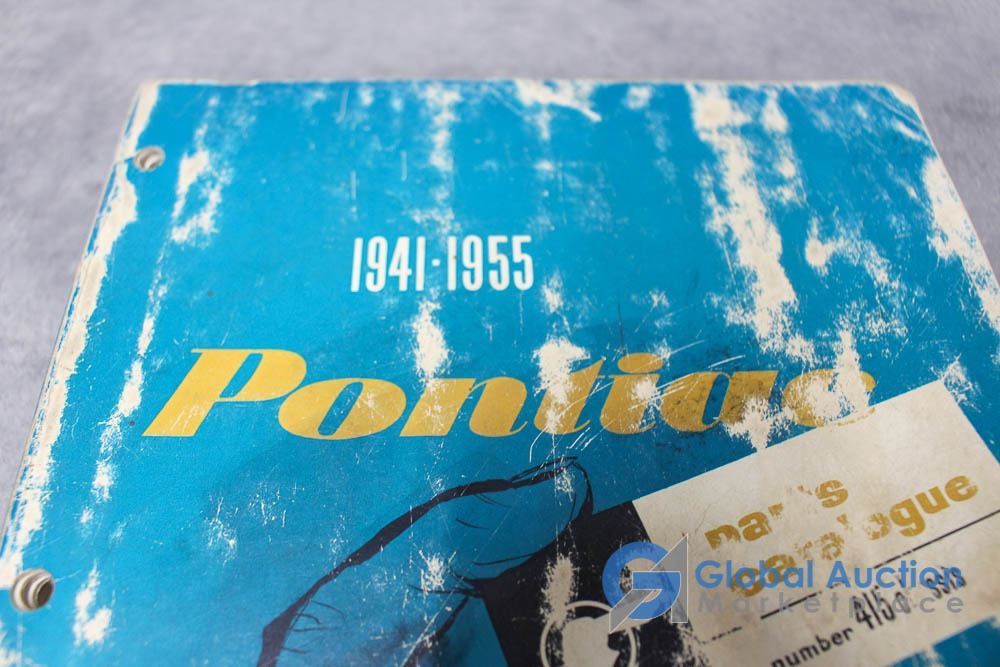 1941-1955
Pontiac
parts
catalogue
number
Global Auction
Marketplace